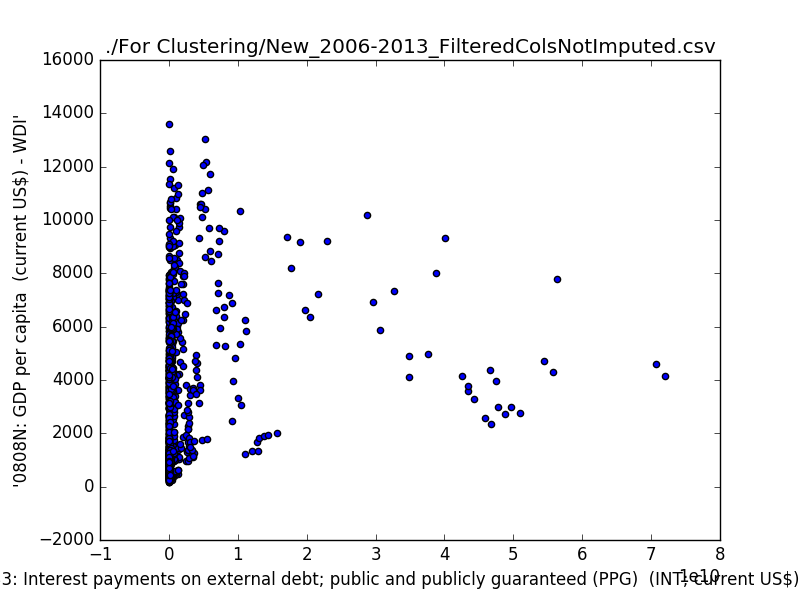 ./For Clustering/New_2006-2013_FilteredColsNotImputed.csv
16000
14000
12000
10000
8000
6000
4000
2000
0
−2000
'0808N: GDP per capita (current US$) - WDI'
−1 0 1 2 3 4 5 6 7 8
1e10
3: Interest payments on external debt; public and publicly guaranteed (PPG) (INT, current US$)